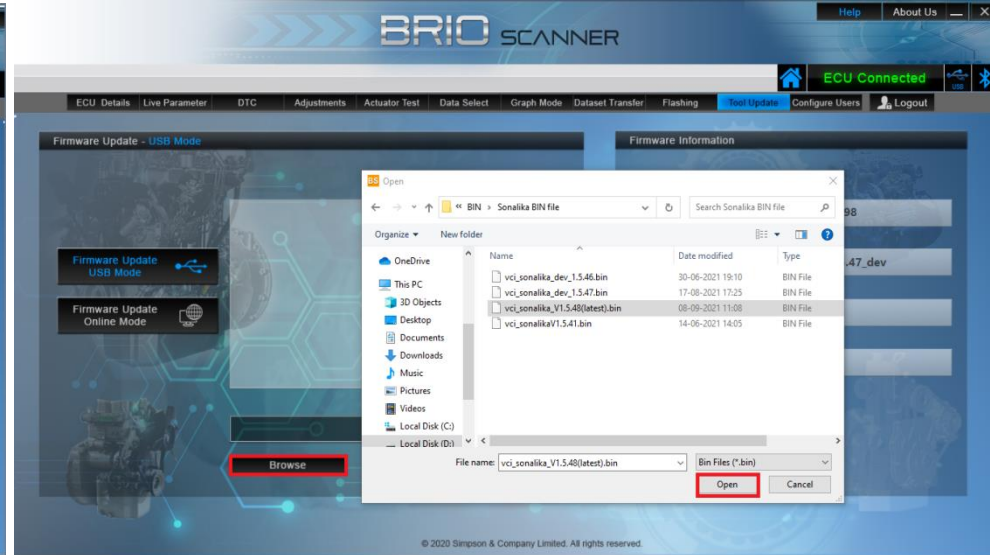 Help About Us
BRIO SCANNER
ECU Connected
USB
ECU Details Live Parameter DTC Adjustments Actuator Test Data Select Graph Mode Dataset Transfer Flashing Tool Update Configure Users Logout
Firmware Update - USB Mode
Firmware Information
BS Open
« BIN › Sonalika BIN file
Search Sonalika BIN file
98
Organize New folder
Name Date modified Type
.47_dev
OneDrive
This PC
3D Objects
Desktop
Documents
Downloads
Music
Pictures
Videos
Local Disk (C:)
Local Disk (D:)
vci_sonalika_dev_1.5.46.bin 30-06-2021 19:10 BIN File
vci_sonalika_dev_1.5.47.bin 17-08-2021 17:25 BIN File
vci_sonalika_V1.5.48(latest).bin 08-09-2021 11:08 BIN File
vci_sonalikaV1.5.41.bin 14-06-2021 14:05 BIN File
Firmware Update
USB Mode
Firmware Update
Online Mode
Browse
File name: vci_sonalika_V1.5.48(latest).bin Bin Files (*.bin)
Open Cancel
© 2020 Simpson & Company Limited. All rights reserved.